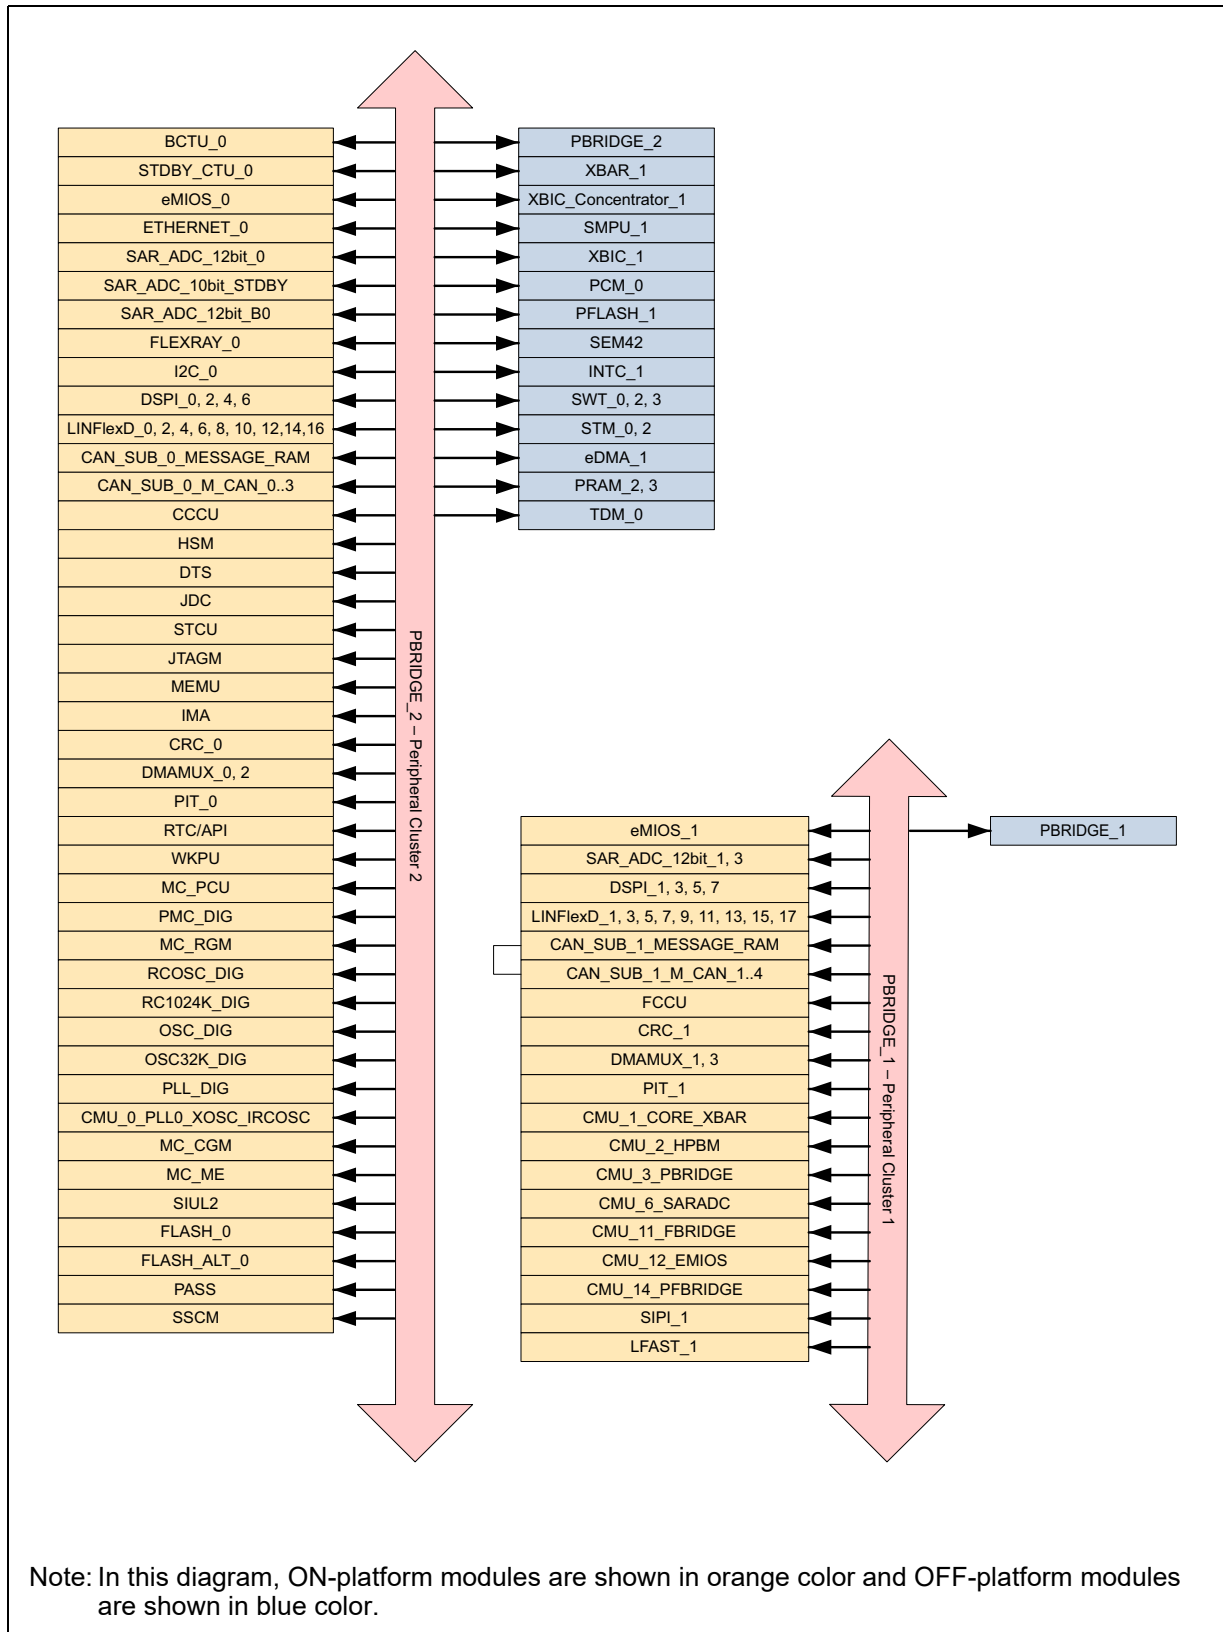 BCTU_0
STDBY_CTU_0
eMIOS_0
ETHERNET_0
SAR_ADC_12bit_0
SAR_ADC_10bit_STDBY
SAR_ADC_12bit_B0
FLEXRAY_0
I2C_0
DSPI_0, 2, 4, 6
LINFlexD_0, 2, 4, 6, 8, 10, 12,14,16
CAN_SUB_0_MESSAGE_RAM
CAN_SUB_0_M_CAN_0..3
CCCU
HSM
DTS
JDC
STCU
JTAGM
MEMU
IMA
CRC_0
DMAMUX_0, 2
PIT_0
RTC/API
WKPU
MC_PCU
PMC_DIG
MC_RGM
RCOSC_DIG
RC1024K_DIG
OSC_DIG
OSC32K_DIG
PLL_DIG
CMU_0_PLL0_XOSC_IRCOSC
MC_CGM
MC_ME
SIUL2
FLASH_0
FLASH_ALT_0
PASS
SSCM
PBRIDGE_2 – Peripheral Cluster 2
PBRIDGE_2
XBAR_1
XBIC_Concentrator_1
SMPU_1
XBIC_1
PCM_0
PFLASH_1
SEM42
INTC_1
SWT_0, 2, 3
STM_0, 2
eDMA_1
PRAM_2, 3
TDM_0
eMIOS_1
SAR_ADC_12bit_1, 3
DSPI_1, 3, 5, 7
LINFlexD_1, 3, 5, 7, 9, 11, 13, 15, 17
CAN_SUB_1_MESSAGE_RAM
CAN_SUB_1_M_CAN_1..4
FCCU
CRC_1
DMAMUX_1, 3
PIT_1
CMU_1_CORE_XBAR
CMU_2_HPBM
CMU_3_PBRIDGE
CMU_6_SARADC
CMU_11_FBRIDGE
CMU_12_EMIOS
CMU_14_PFBRIDGE
SIPI_1
LFAST_1
PBRIDGE_1 – Peripheral Cluster 1
PBRIDGE_1
Note: In this diagram, ON-platform modules are shown in orange color and OFF-platform modules
are shown in blue color.